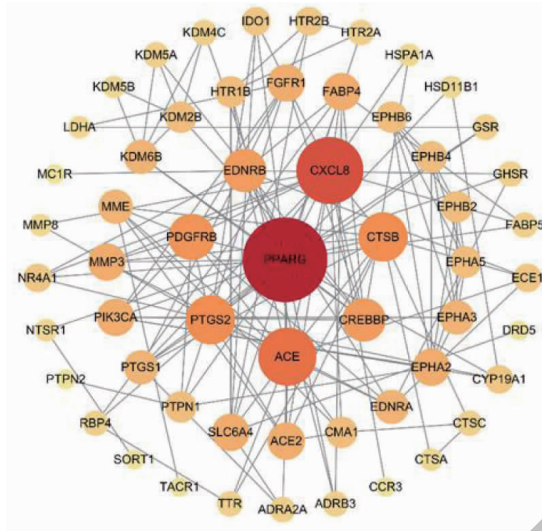 IDO1
HTR2B
KDM4C
HTR2A
KDM5A
HSPA1A
KDM5B
HTR1B
FGFR1
FABP4
HSD11B1
LDHA
KDM2B
EPHB6
GSR
KDM6B
EDNRB
CXCL8
EPHB4
MC1R
GHSR
MME
EPHB2
MMP8
PDGFRB
CTSB
FABP5
MMP3
PPARG
EPHA5
NR4A1
ECE1
PIK3CA
PTGS2
CREBBP
EPHA3
NTSR1
DRD5
PTGS1
ACE
EPHA2
PTPN2
CYP19A1
PTPN1
EDNRA
RBP4
SLC6A4
ACE2
CMA1
CTSC
SORT1
CTSA
TACR1
CCR3
TTR
ADRA2A
ADRB3